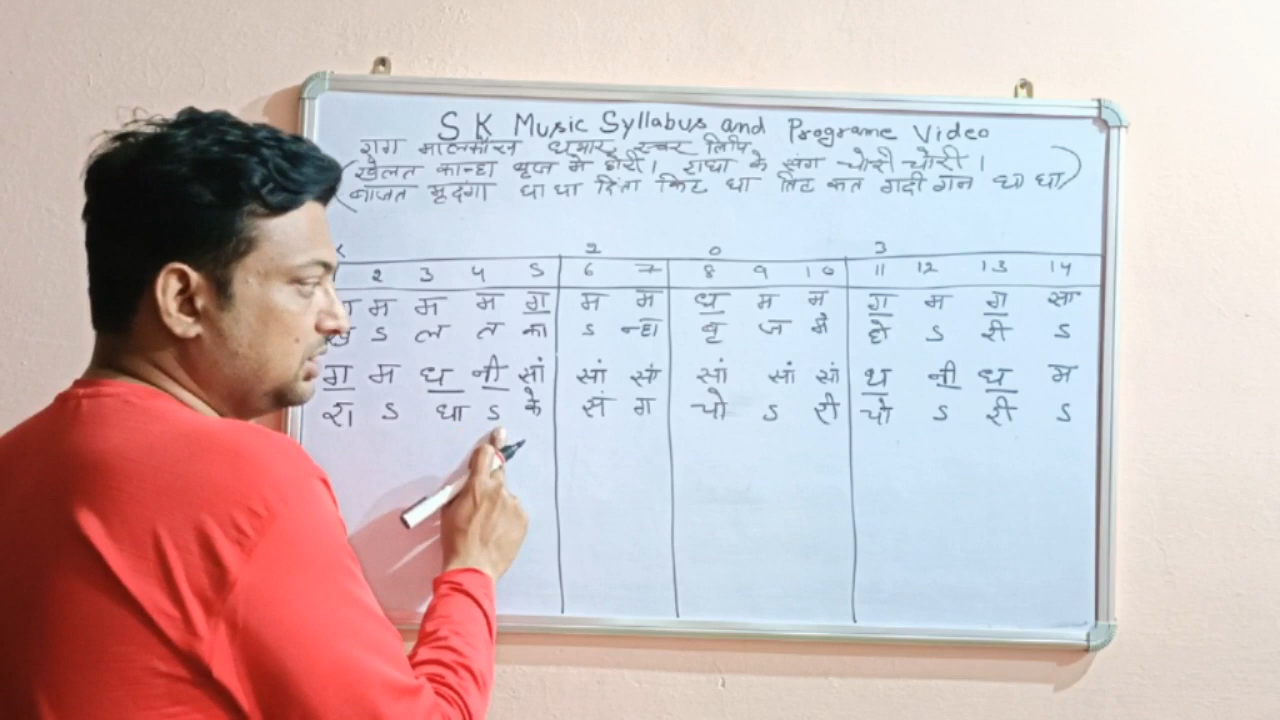 SK Music Syllabus and Programe Video
राग मालकौंस धमार स्वर लिपि
(खेलत कान्हा बृज मे होरी। राधा के संग चोरी चोरी।
बाजत मृदंगा धा धा दिंता किट धा तिट कत गदी गन धा धा)
x 2 0 3
2 3 4 5 6 7 8 9 10 11 12 13 14
म म म ग म म ध म म ग म ग सा
ऽ ल त का ऽ न्हा बृ ज मे हो ऽ री ऽ
ग म ध नी सां सां सां सां सां सां ध नी ध म
रा ऽ धा ऽ के सं ग चो ऽ री चो ऽ री ऽ